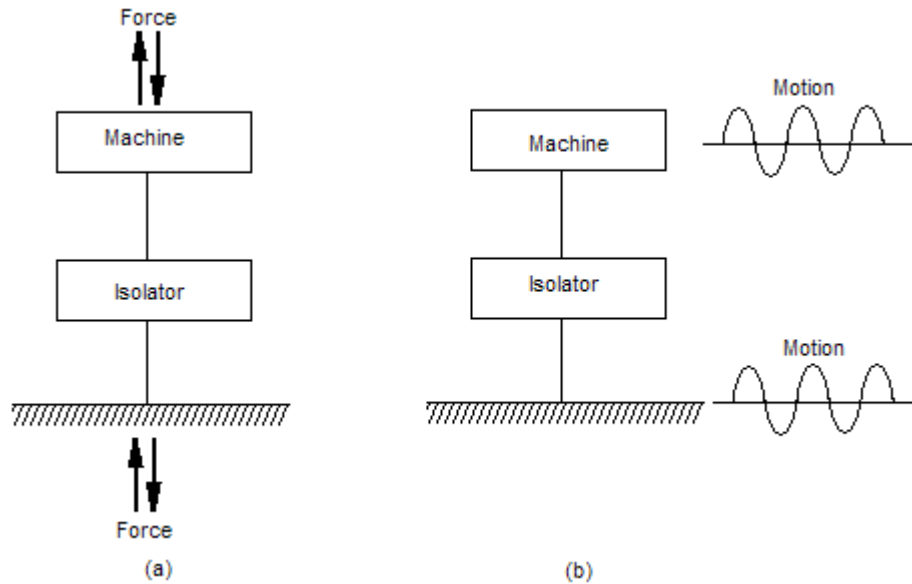 Force
Machine
Isolator
Force
(a)
Motion
Machine
Isolator
Motion
(b)